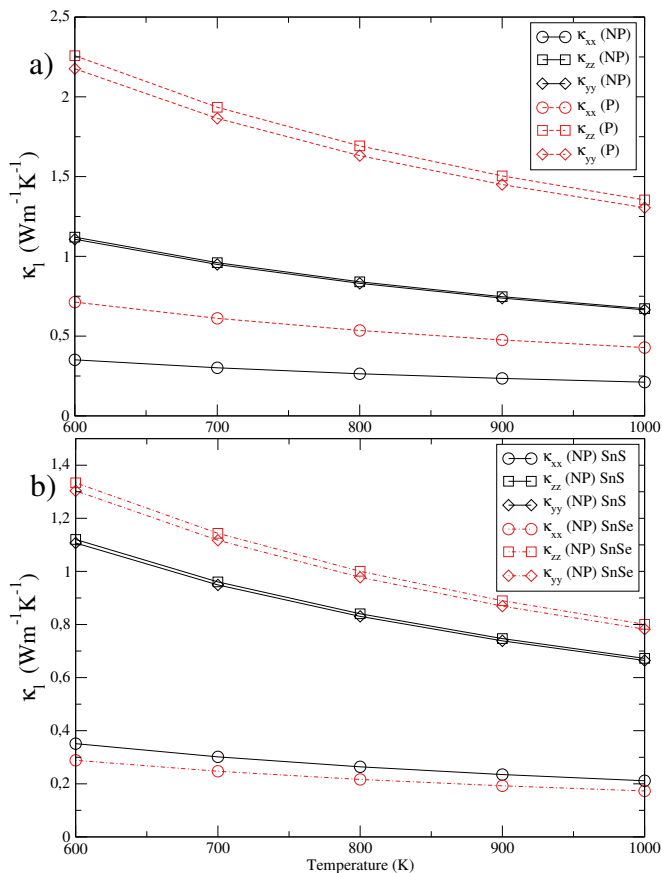 a)
κl (Wm-1K-1)
2,5
2
1,5
1
0,5
0
600 700 800 900 1000
κxx (NP)
κzz (NP)
κyy (NP)
κxx (P)
κzz (P)
κyy (P)
b)
κl (Wm-1K-1)
1,4
1,2
1
0,8
0,6
0,4
0,2
0
600 700 800 900 1000
Temperature (K)
κxx (NP) SnS
κzz (NP) SnS
κyy (NP) SnS
κxx (NP) SnSe
κzz (NP) SnSe
κyy (NP) SnSe